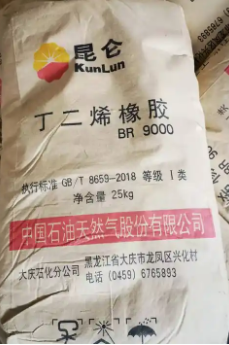 昆仑
KunLun
丁二烯橡胶
BR 9000
执行标准 GB/T 8659-2018 等级 I 类
净含量 25kg
中国石油天然气股份有限公司
大庆石化分公司 黑龙江省大庆市龙凤区兴化村
电话 (0459) 6765893